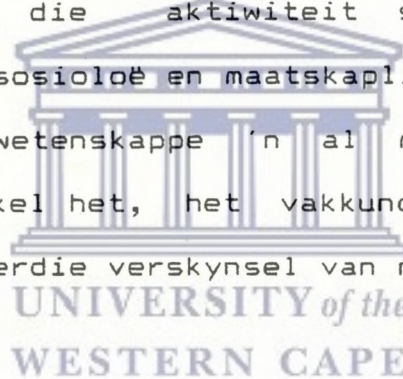 die aktiwiteit
sosioloë en maatskapl
wetenskappe 'n al
kel het, het vakkund
erdie verskynsel van
UNIVERSITY of the
WESTERN CAPE